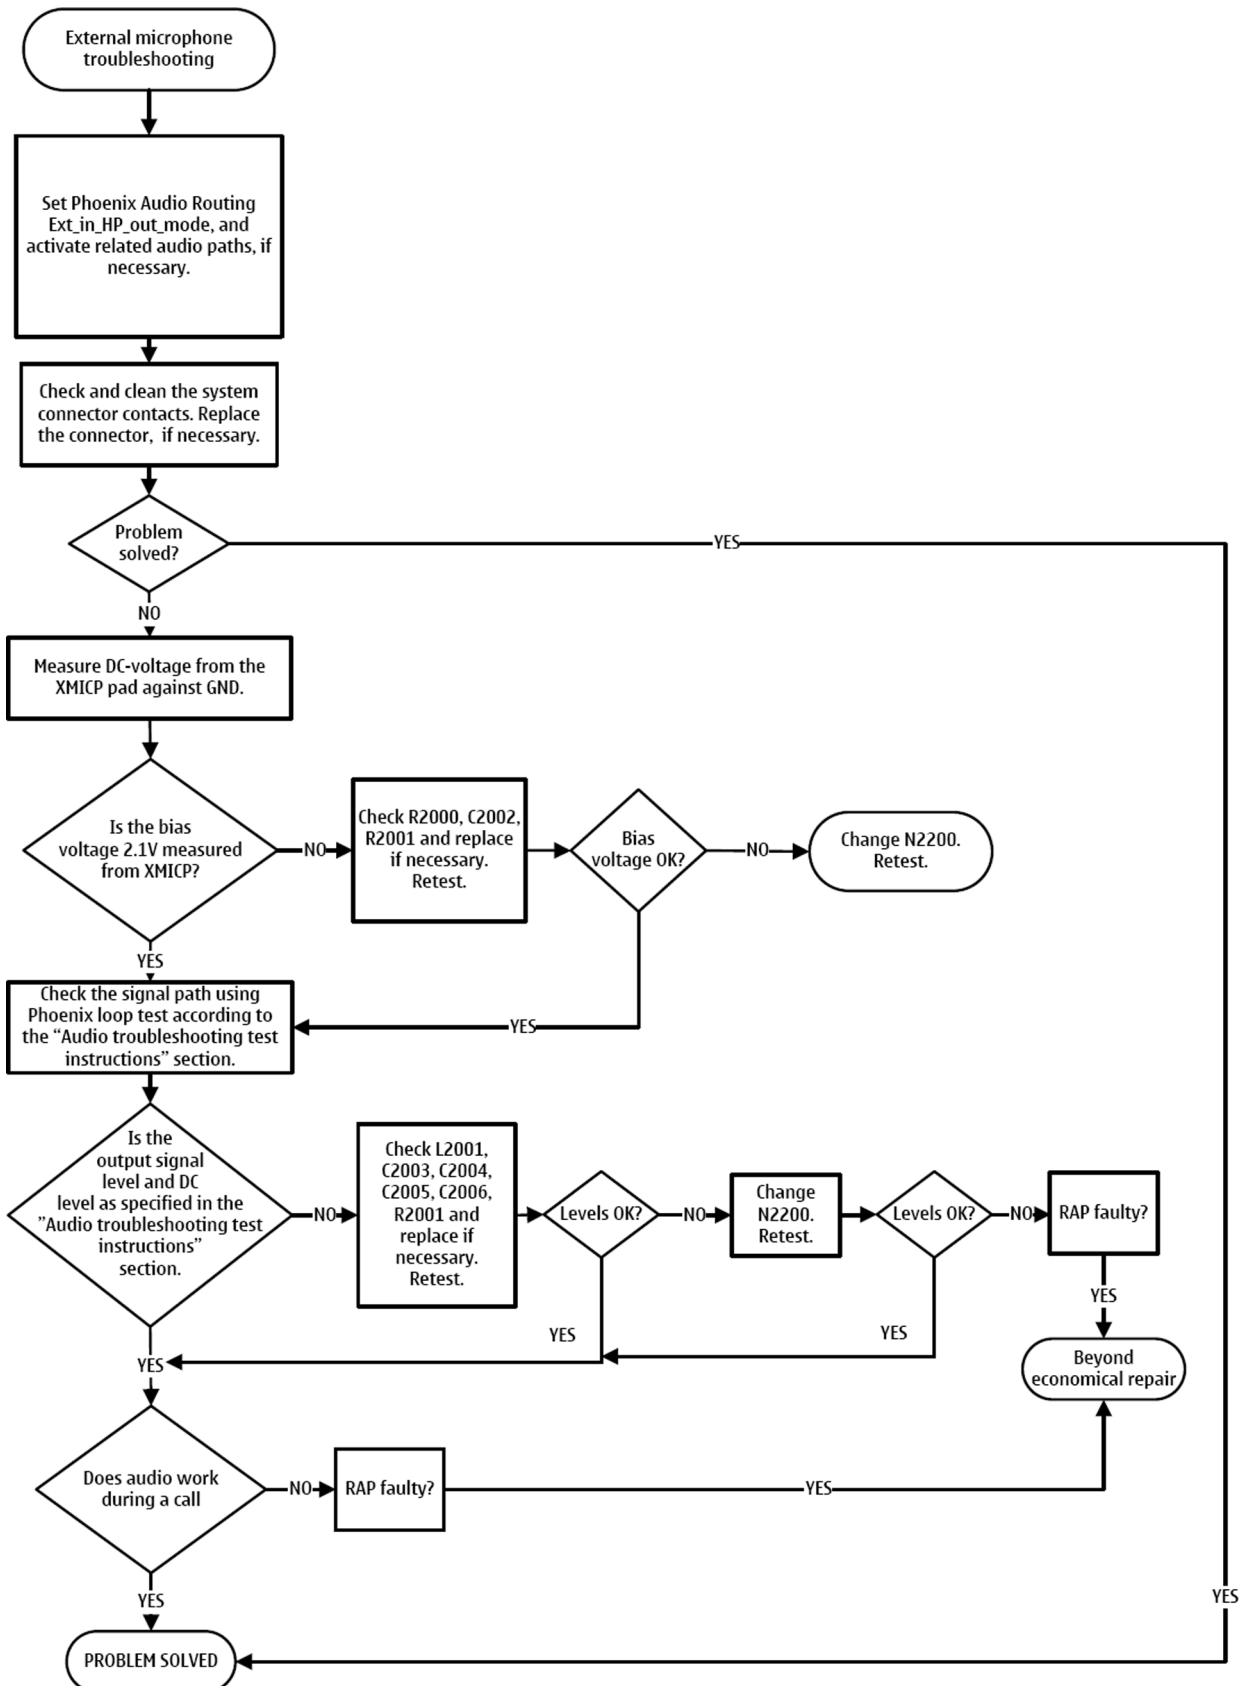 External microphone
troubleshooting
Set Phoenix Audio Routing
Ext_in_HP_out_mode, and
activate related audio paths, if
necessary.
Check and clean the system
connector contacts. Replace
the connector, if necessary.
Problem
solved?
YES
NO
Measure DC-voltage from the
XMICP pad against GND.
Is the bias
voltage 2.1V measured
from XMICP?
NO
Check R2000, C2002,
R2001 and replace
if necessary.
Retest.
Bias
voltage OK?
NO
Change N2200.
Retest.
YES
YES
Check the signal path using
Phoenix loop test according to
the “Audio troubleshooting test
instructions” section.
Is the
output signal
level and DC
level as specified in the
”Audio troubleshooting test
instructions”
section.
NO
Check L2001,
C2003, C2004,
C2005, C2006,
R2001 and
replace if
necessary.
Retest.
Levels OK?
NO
Change
N2200.
Retest.
Levels OK?
NO
RAP faulty?
YES
YES
YES
YES
Beyond
economical repair
Does audio work
during a call
NO
RAP faulty?
YES
YES
YES
PROBLEM SOLVED